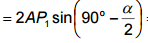 = 2AP₁ sin(90° − α/2) =